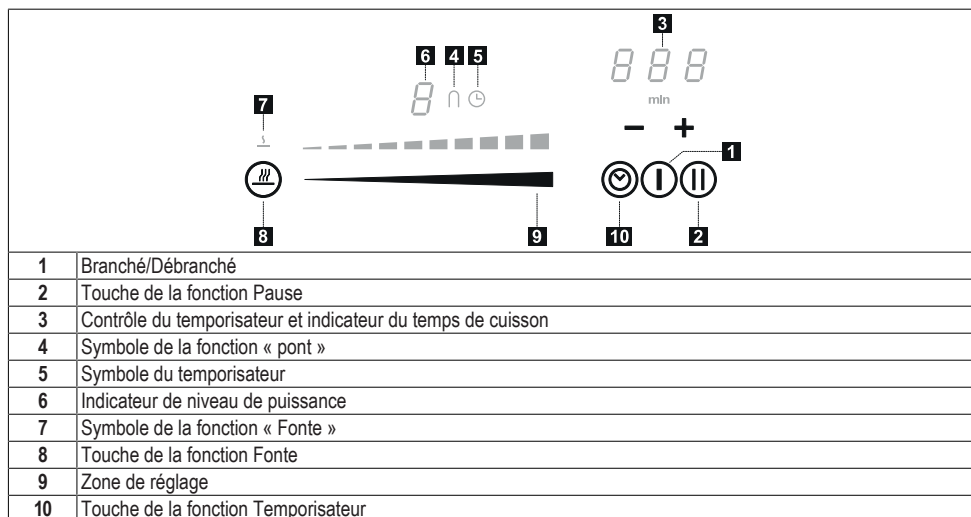 3
6 4 5
8 8 8
8
min
7
− +
1
8 9 10 2
1 Branché/Débranché
2 Touche de la fonction Pause
3 Contrôle du temporisateur et indicateur du temps de cuisson
4 Symbole de la fonction « pont »
5 Symbole du temporisateur
6 Indicateur de niveau de puissance
7 Symbole de la fonction « Fonte »
8 Touche de la fonction Fonte
9 Zone de réglage
10 Touche de la fonction Temporisateur